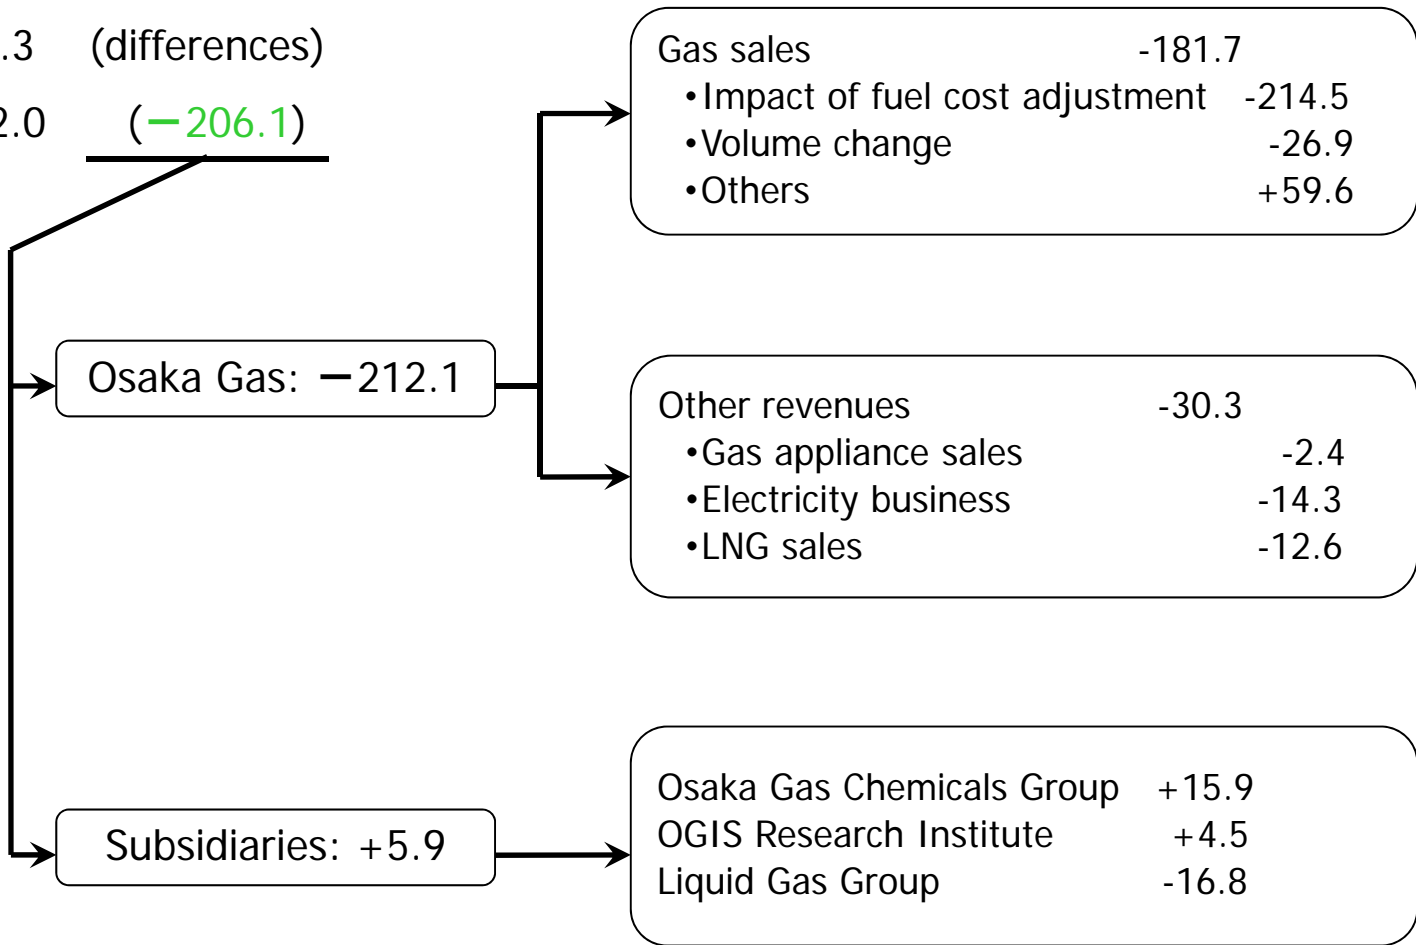 .3 (differences)
2.0 (－206.1)
Gas sales -181.7
•Impact of fuel cost adjustment -214.5
•Volume change -26.9
•Others +59.6
Osaka Gas: －212.1
Other revenues -30.3
•Gas appliance sales -2.4
•Electricity business -14.3
•LNG sales -12.6
Subsidiaries: +5.9
Osaka Gas Chemicals Group +15.9
OGIS Research Institute +4.5
Liquid Gas Group -16.8